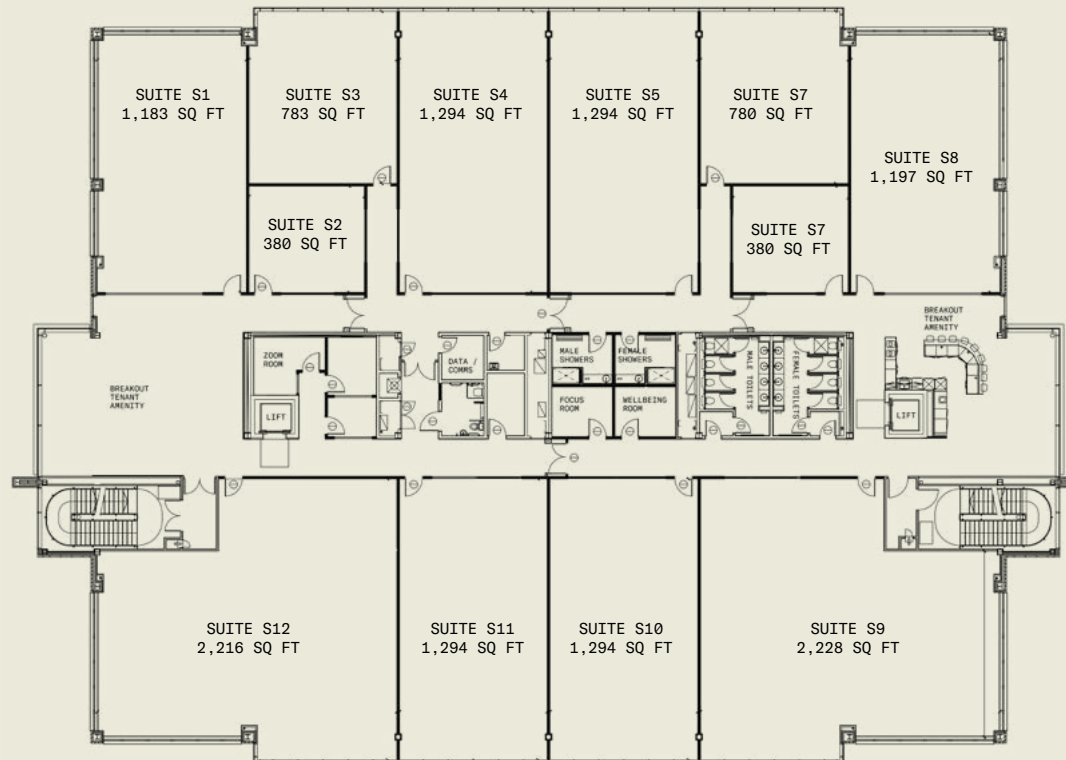 SUITE S1
1,183 SQ FT
SUITE S3
783 SQ FT
SUITE S4
1,294 SQ FT
SUITE S5
1,294 SQ FT
SUITE S7
780 SQ FT
SUITE S8
1,197 SQ FT
SUITE S2
380 SQ FT
SUITE S7
380 SQ FT
BREAKOUT
TENANT
AMENITY
ZOOM
ROOM
DATA /
COMMS
MALE
SHOWERS
FEMALE
SHOWERS
MALE TOILETS
FEMALE TOILETS
BREAKOUT
TENANT
AMENITY
LIFT
FOCUS
ROOM
WELLBEING
ROOM
LIFT
SUITE S12
2,216 SQ FT
SUITE S11
1,294 SQ FT
SUITE S10
1,294 SQ FT
SUITE S9
2,228 SQ FT